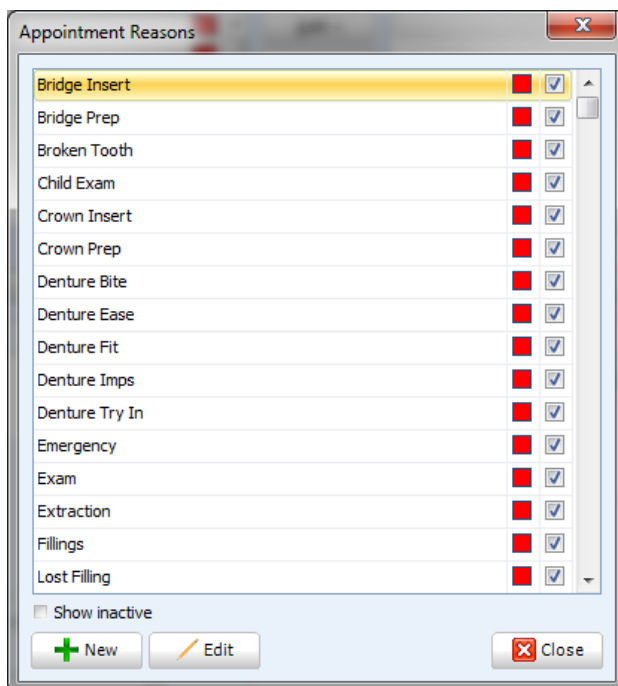 Appointment Reasons
Bridge Insert
Bridge Prep
Broken Tooth
Child Exam
Crown Insert
Crown Prep
Denture Bite
Denture Ease
Denture Fit
Denture Imps
Denture Try In
Emergency
Exam
Extraction
Fillings
Lost Filling
Show inactive
New Edit Close